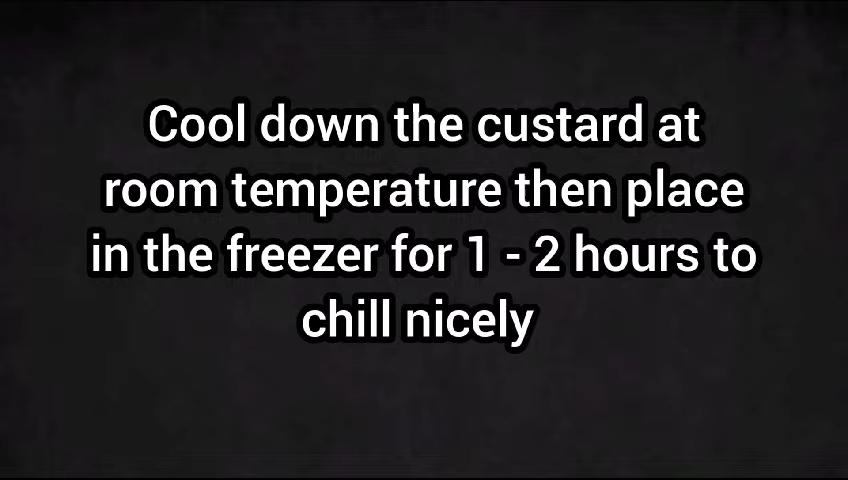 Cool down the custard at
room temperature then place
in the freezer for 1 - 2 hours to
chill nicely